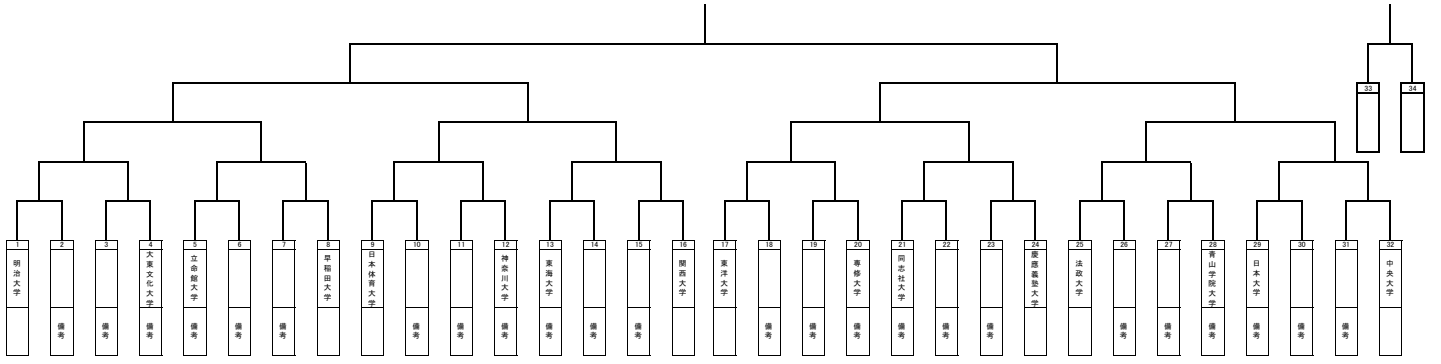 33 34
1 2 3 4 5 6 7 8 9 10 11 12 13 14 15 16 17 18 19 20 21 22 23 24 25 26 27 28 29 30 31 32
明治大学
大東文化大学
立命館大学
早稲田大学
日本体育大学
神奈川大学
東海大学
関西大学
東洋大学
専修大学
同志社大学
慶應義塾大学
法政大学
青山学院大学
日本大学
中央大学
備考 備考 備考 備考 備考 備考 備考 備考 備考 備考 備考 備考 備考 備考 備考 備考 備考 備考 備考 備考 備考 備考 備考